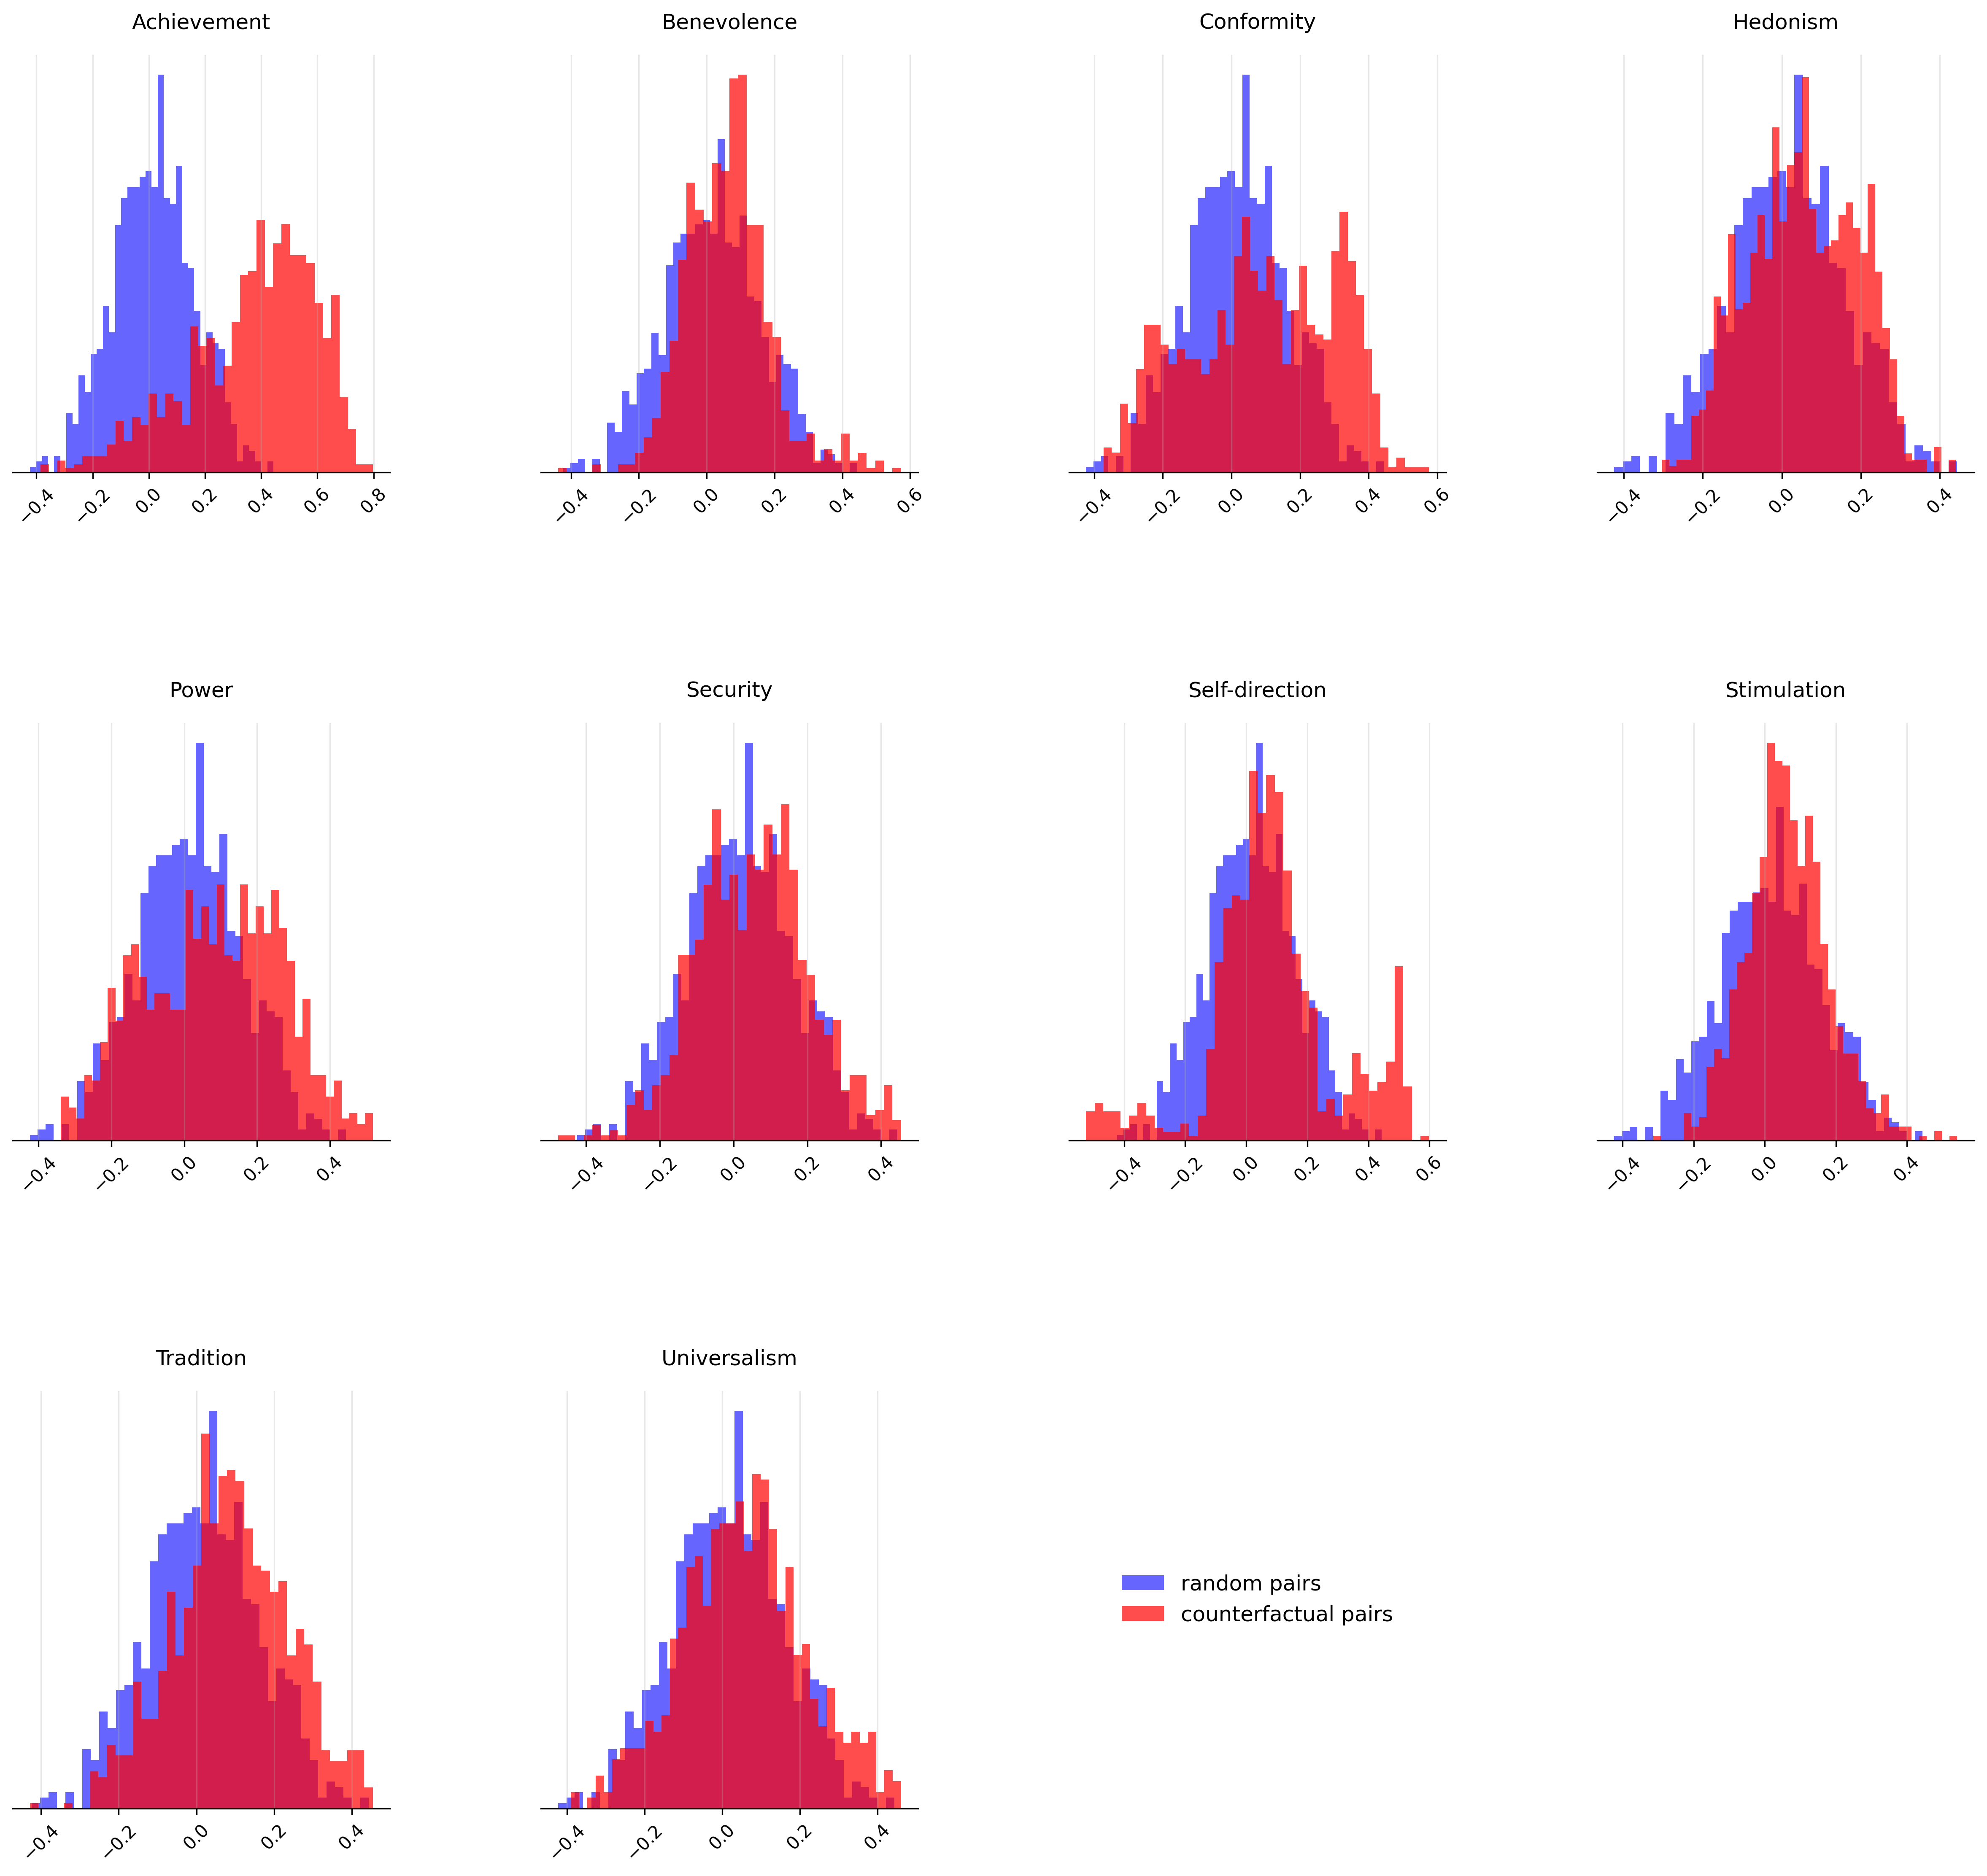 Achievement Benevolence Conformity Hedonism
−0.4 −0.2 0.0 0.2 0.4 0.6 0.8 −0.4 −0.2 0.0 0.2 0.4 0.6 −0.4 −0.2 0.0 0.2 0.4 0.6 −0.4 −0.2 0.0 0.2 0.4
Power Security Self-direction Stimulation
−0.4 −0.2 0.0 0.2 0.4 −0.4 −0.2 0.0 0.2 0.4 −0.4 −0.2 0.0 0.2 0.4 0.6 −0.4 −0.2 0.0 0.2 0.4
Tradition Universalism
random pairs
counterfactual pairs
−0.4 −0.2 0.0 0.2 0.4 −0.4 −0.2 0.0 0.2 0.4